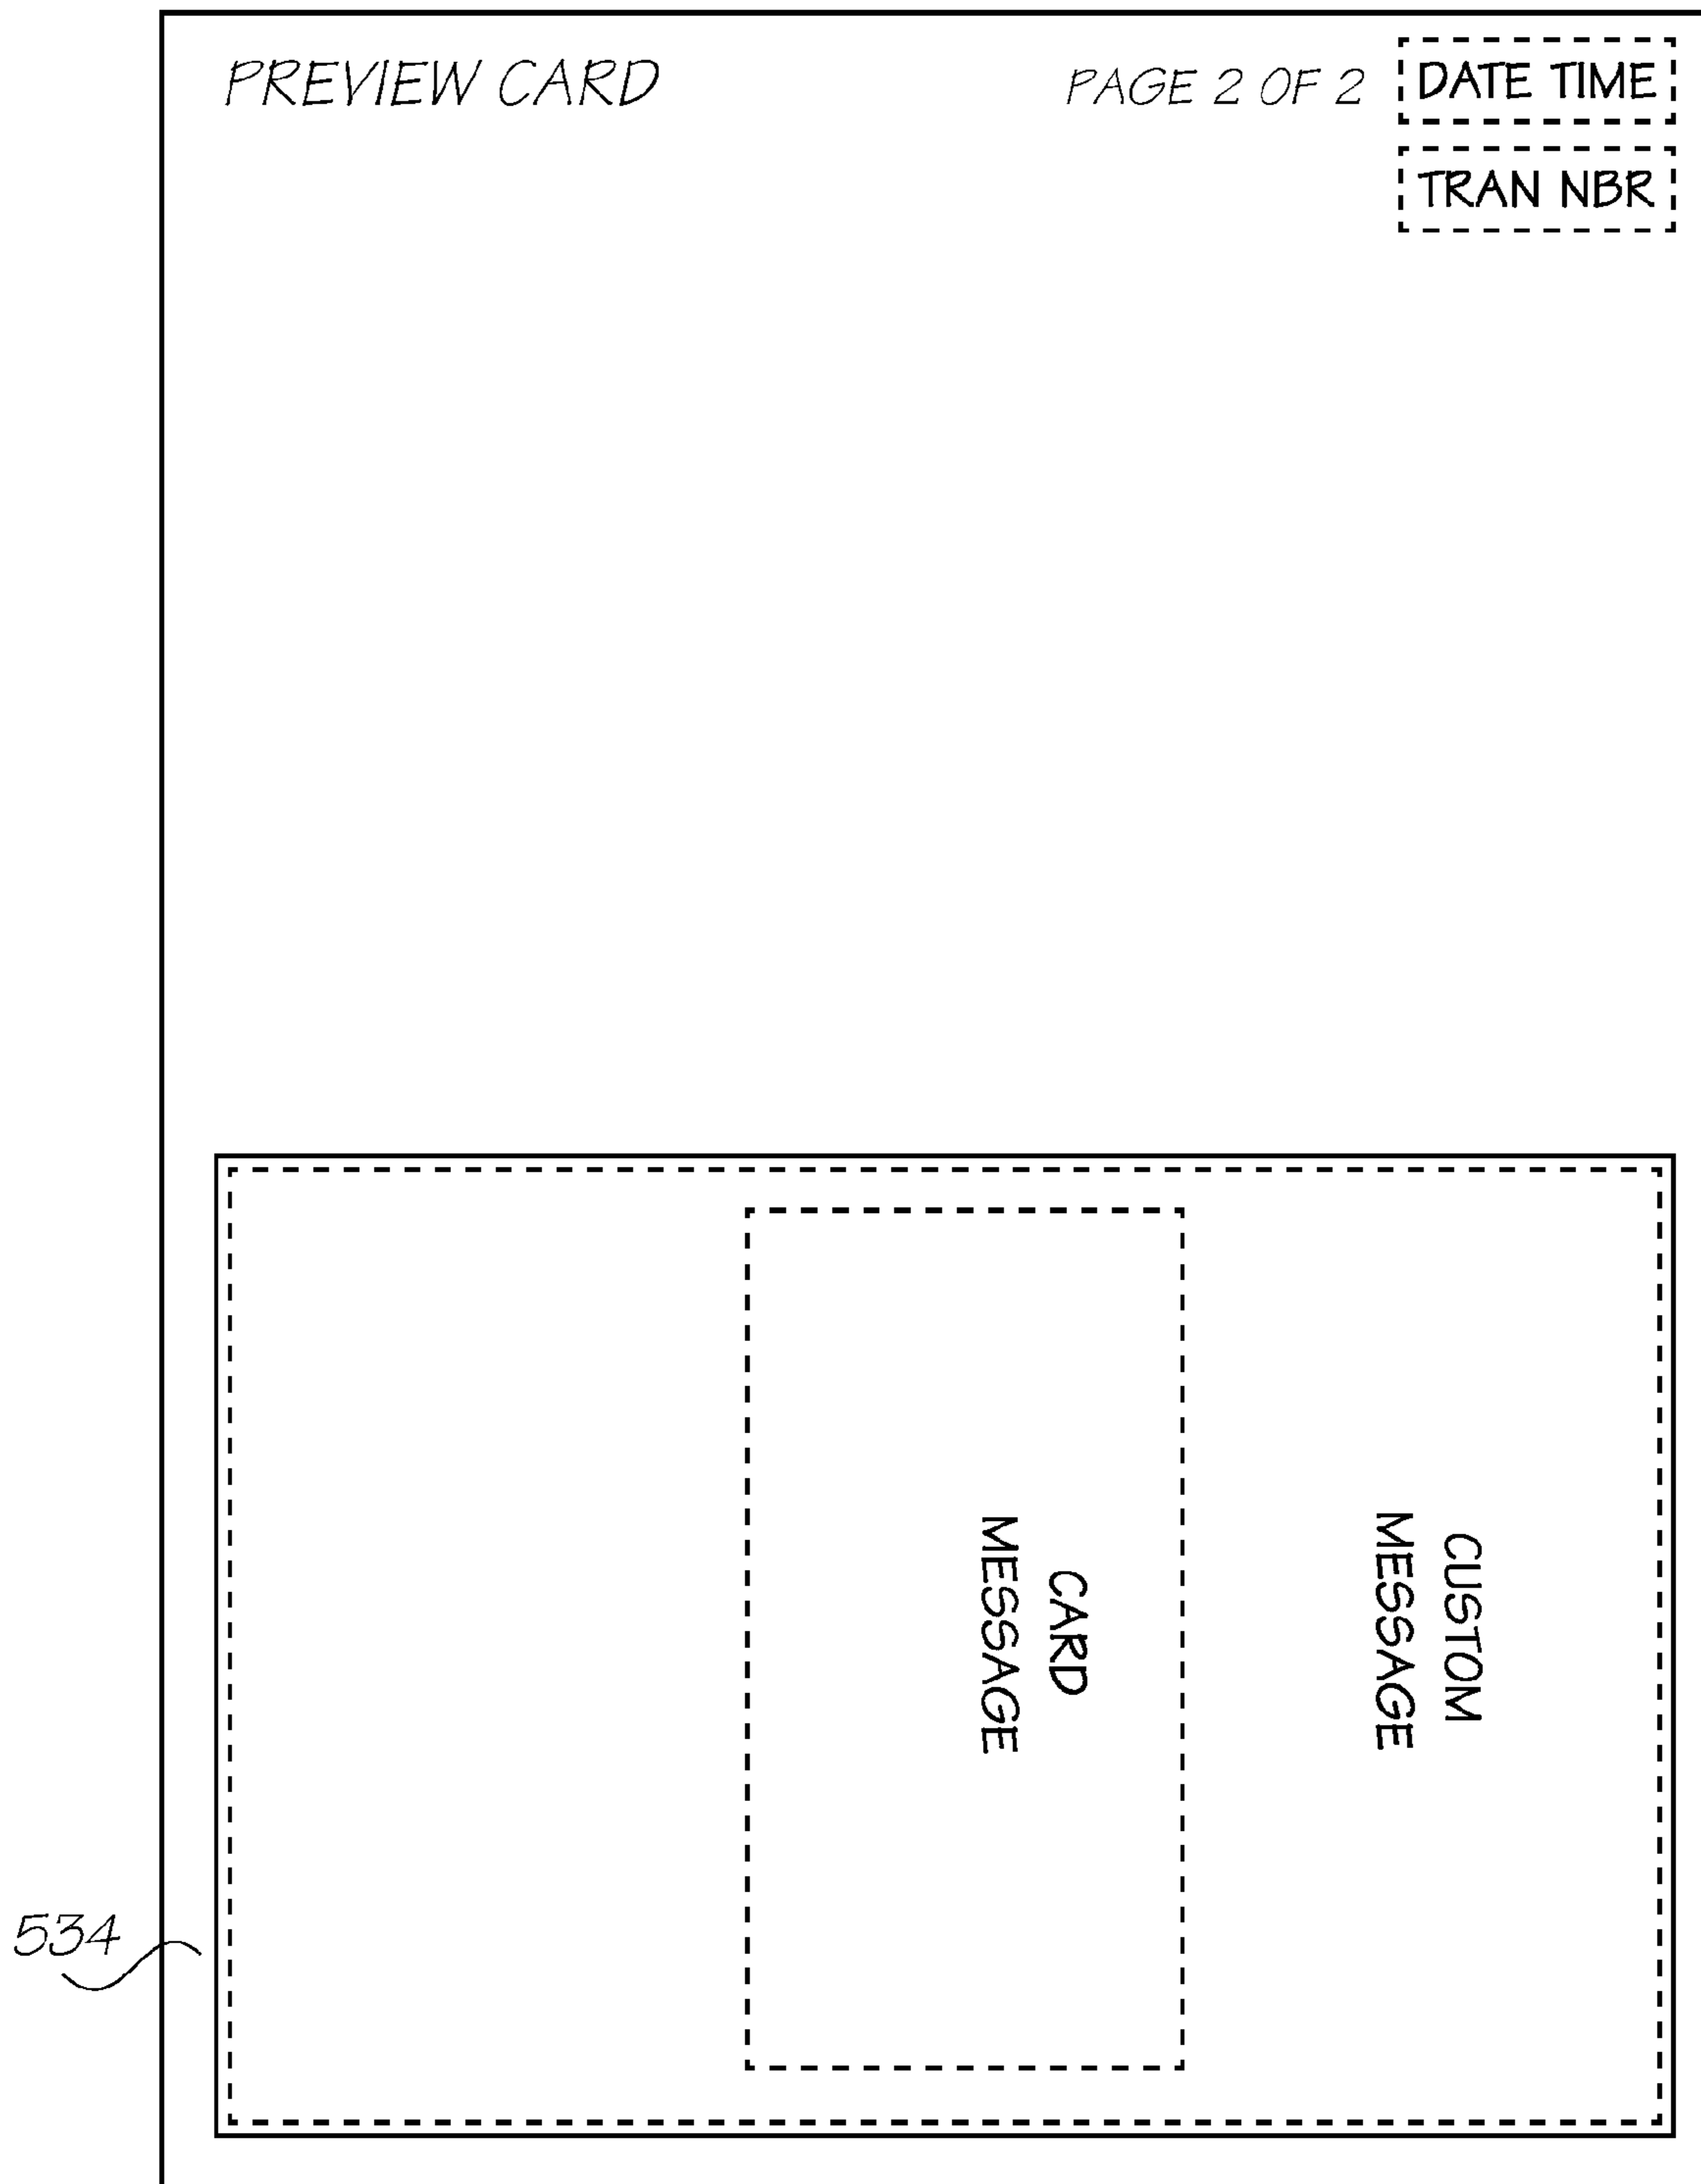 PREVIEW CARD
PAGE 2 OF 2
DATE TIME
TRAN NBR
CUSTOM
MESSAGE
CARD
MESSAGE
534